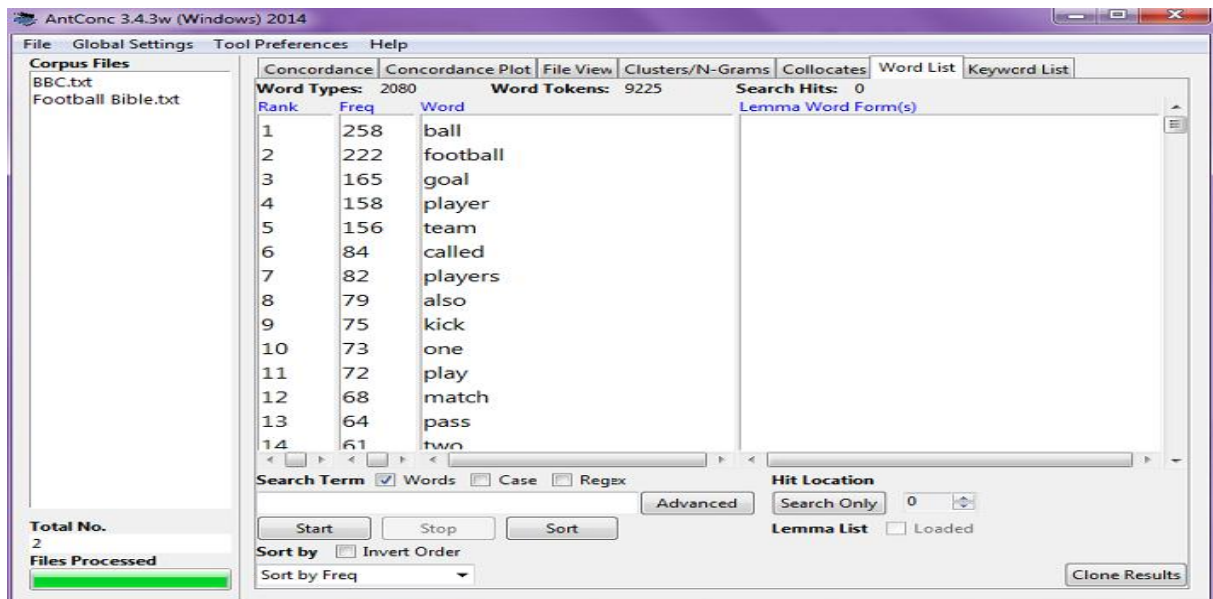 AntConc 3.4.3w (Windows) 2014
File Global Settings Tool Preferences Help
Corpus Files
BBC.txt
Football Bible.txt
Concordance Concordance Plot File View Clusters/N-Grams Collocates Word List Keyword List
Word Types: 2080 Word Tokens: 9225 Search Hits: 0
Rank Freq Word Lemma Word Form(s)
1 258 ball
2 222 football
3 165 goal
4 158 player
5 156 team
6 84 called
7 82 players
8 79 also
9 75 kick
10 73 one
11 72 play
12 68 match
13 64 pass
14 61 two
Search Term Words Case Regex Hit Location
Advanced Search Only 0
Total No.
2
Start Stop Sort Lemma List Loaded
Files Processed
Sort by Invert Order
Sort by Freq Clone Results